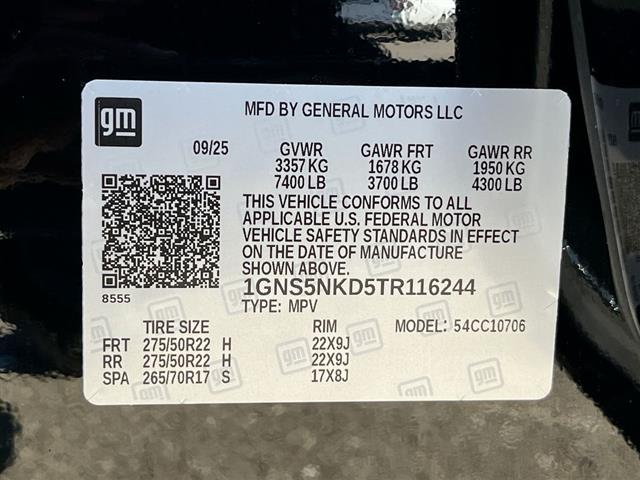 gm
MFD BY GENERAL MOTORS LLC
09/25 GVWR GAWR FRT GAWR RR
3357 KG 1678 KG 1950 KG
7400 LB 3700 LB 4300 LB
THIS VEHICLE CONFORMS TO ALL
APPLICABLE U.S. FEDERAL MOTOR
VEHICLE SAFETY STANDARDS IN EFFECT
ON THE DATE OF MANUFACTURE
SHOWN ABOVE.
8555
1GNS5NKD5TR116244
TYPE: MPV
TIRE SIZE RIM MODEL: 54CC10706
FRT 275/50R22 H 22X9J
RR 275/50R22 H 22X9J
SPA 265/70R17 S 17X8J